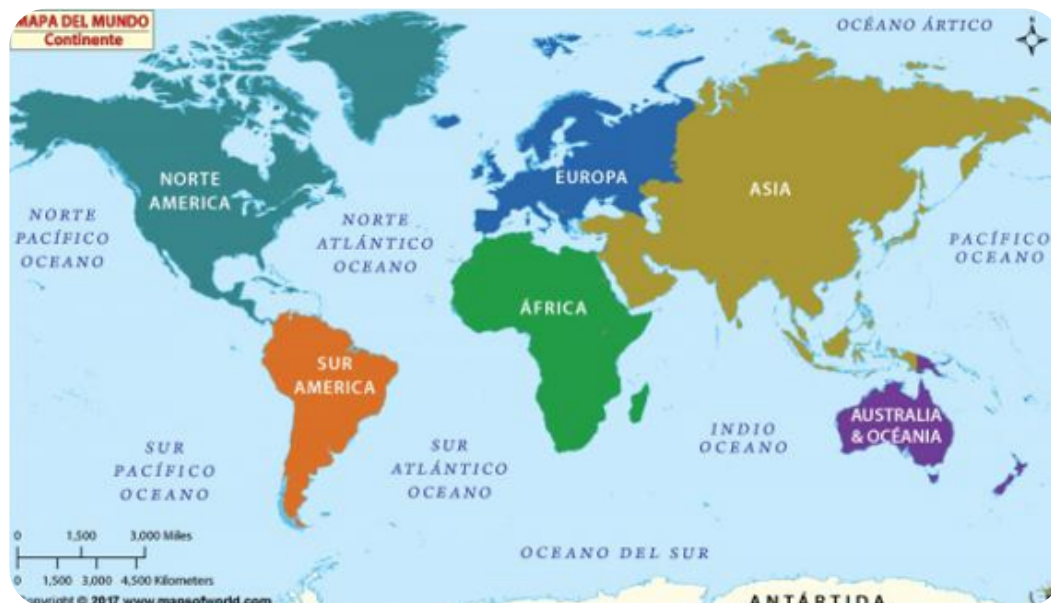 MAPA DEL MUNDO
Continente
OCÉANO ÁRTICO
NORTE
AMERICA
EUROPA
ASIA
NORTE
PACÍFICO
OCEANO
NORTE
ATLÁNTICO
OCEANO
PACÍFICO
OCEANO
ÁFRICA
SUR
AMERICA
AUSTRALIA
& OCÉANIA
INDIO
OCEANO
SUR
PACÍFICO
OCEANO
SUR
ATLÁNTICO
OCEANO
0 1,500 3,000 Miles
0 1,500 3,000 4,500 Kilometers
OCEANO DEL SUR
Copyright © 2017 www.mapsofworld.com
ANTÁRTIDA